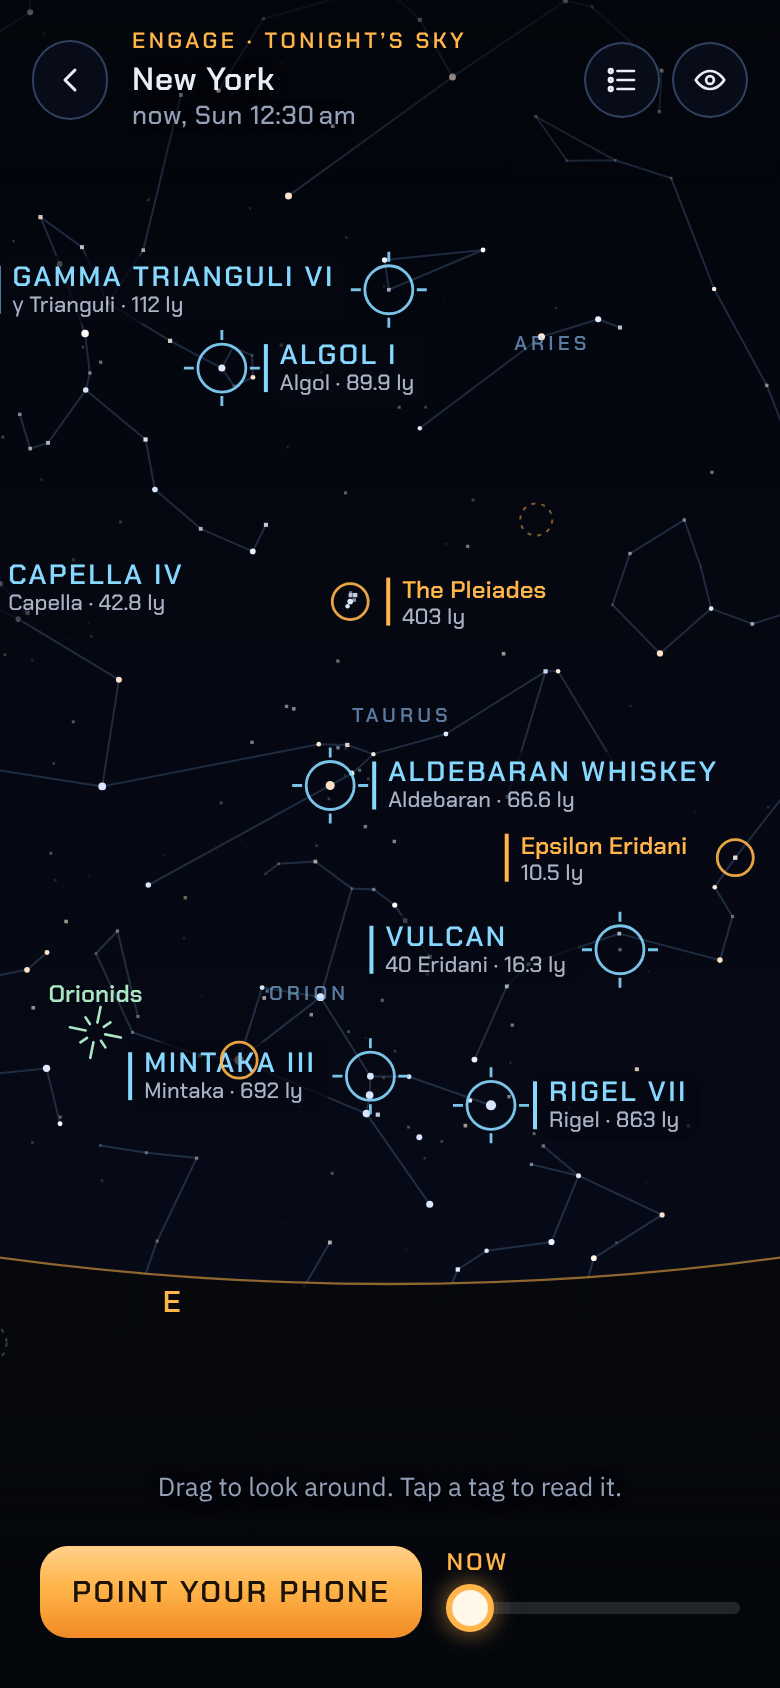 ENGAGE · TONIGHT’S SKY
New York
now, Sun 12:30 am
GAMMA TRIANGULI VI
γ Trianguli · 112 ly
ALGOL I
Algol · 89.9 ly
ARIES
CAPELLA IV
Capella · 42.8 ly
The Pleiades
403 ly
TAURUS
ALDEBARAN WHISKEY
Aldebaran · 66.6 ly
Epsilon Eridani
10.5 ly
VULCAN
40 Eridani · 16.3 ly
Orionids
ORION
MINTAKA III
Mintaka · 692 ly
RIGEL VII
Rigel · 863 ly
E
Drag to look around. Tap a tag to read it.
POINT YOUR PHONE
NOW